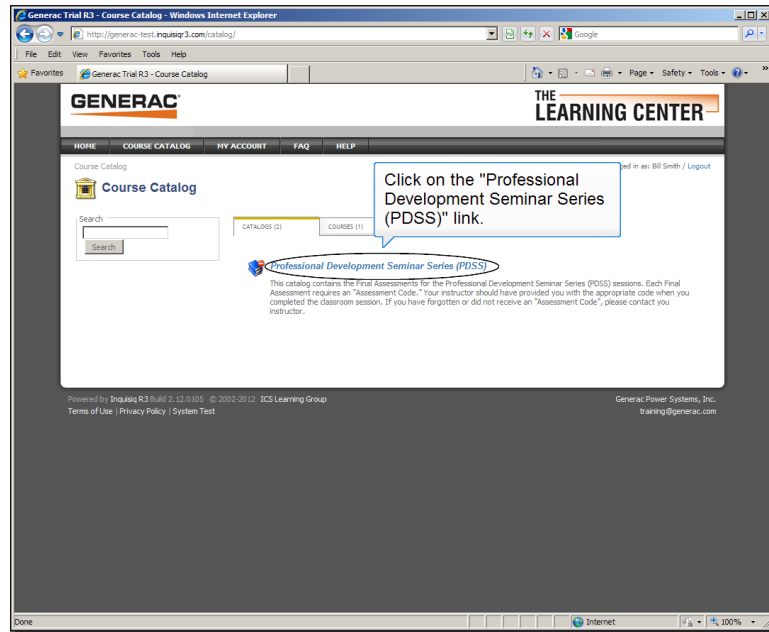 Generac Trial R3 - Course Catalog - Windows Internet Explorer
http://generac-test.inquisiqr3.com/catalog/
Google
File Edit View Favorites Tools Help
Favorites
Generac Trial R3 - Course Catalog
Page Safety Tools
GENERAC
THE
LEARNING CENTER
HOME COURSE CATALOG MY ACCOUNT FAQ HELP
Course Catalog
ged in as: Bill Smith / Logout
Course Catalog
Click on the "Professional
Development Seminar Series
(PDSS)" link.
Search
Search
CATALOGS (2)
COURSES (1)
Professional Development Seminar Series (PDSS)
This catalog contains the Final Assessments for the Professional Development Seminar Series (PDSS) sessions. Each Final
Assessment requires an "Assessment Code." Your instructor should have provided you with the appropriate code when you
completed the classroom session. If you have forgotten or did not receive an "Assessment Code", please contact you
instructor.
Powered by Inquisiq R3 Build 2.12.0105 © 2002-2012 ICS Learning Group
Generac Power Systems, Inc.
Terms of Use | Privacy Policy | System Test
training@generac.com
Done
Internet
100%